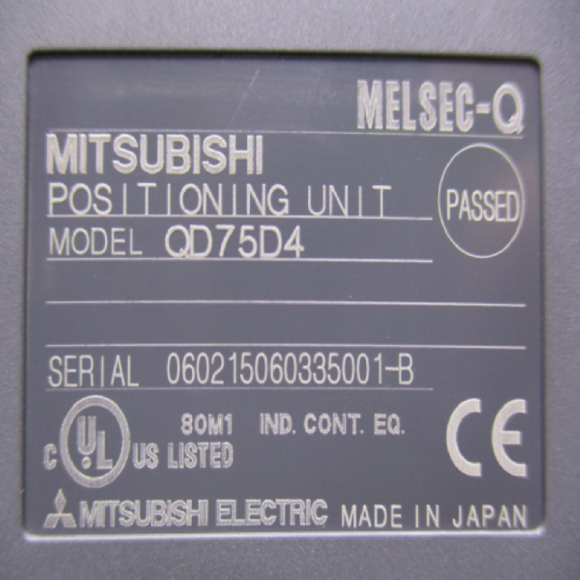 MELSEC-Q
MITSUBISHI
POSITIONING UNIT
PASSED
MODEL QD75D4
SERIAL 060215060335001-B
80M1 IND. CONT. EQ.
C UL US LISTED
CE
MITSUBISHI ELECTRIC MADE IN JAPAN